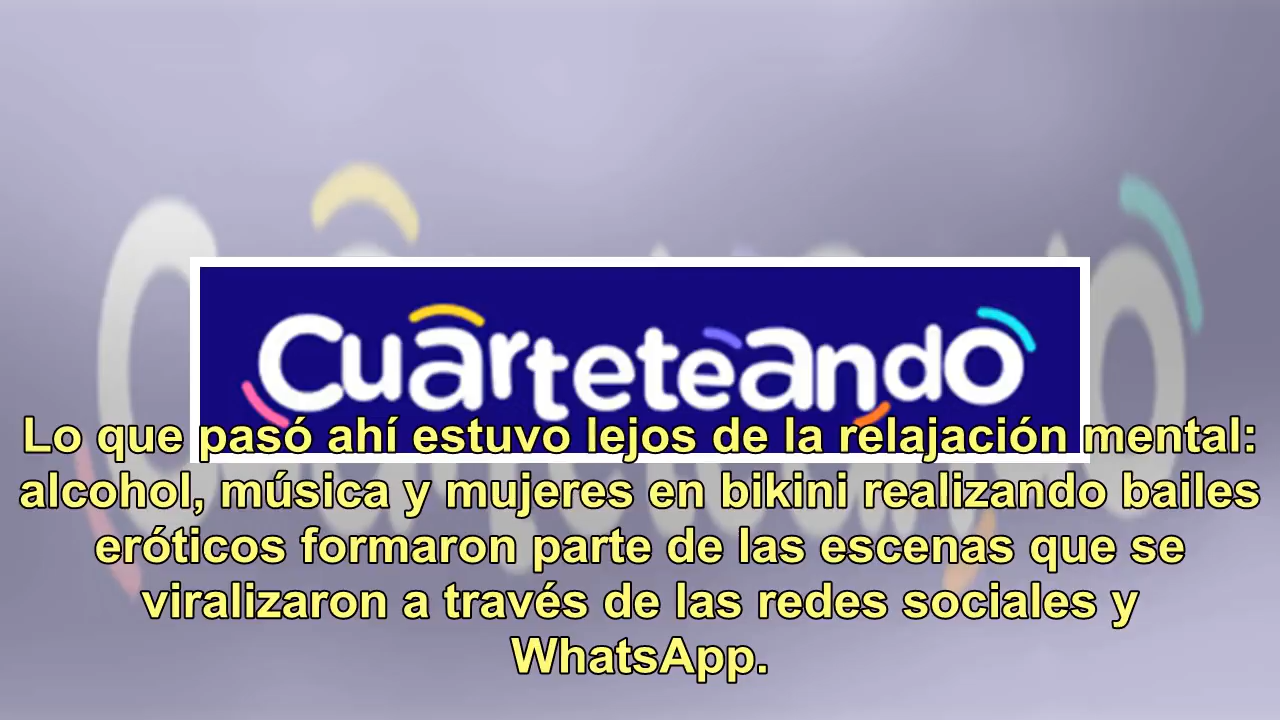 Cuarteteando
Lo que pasó ahí estuvo lejos de la relajación mental:
alcohol, música y mujeres en bikini realizando bailes
eróticos formaron parte de las escenas que se
viralizaron a través de las redes sociales y
WhatsApp.